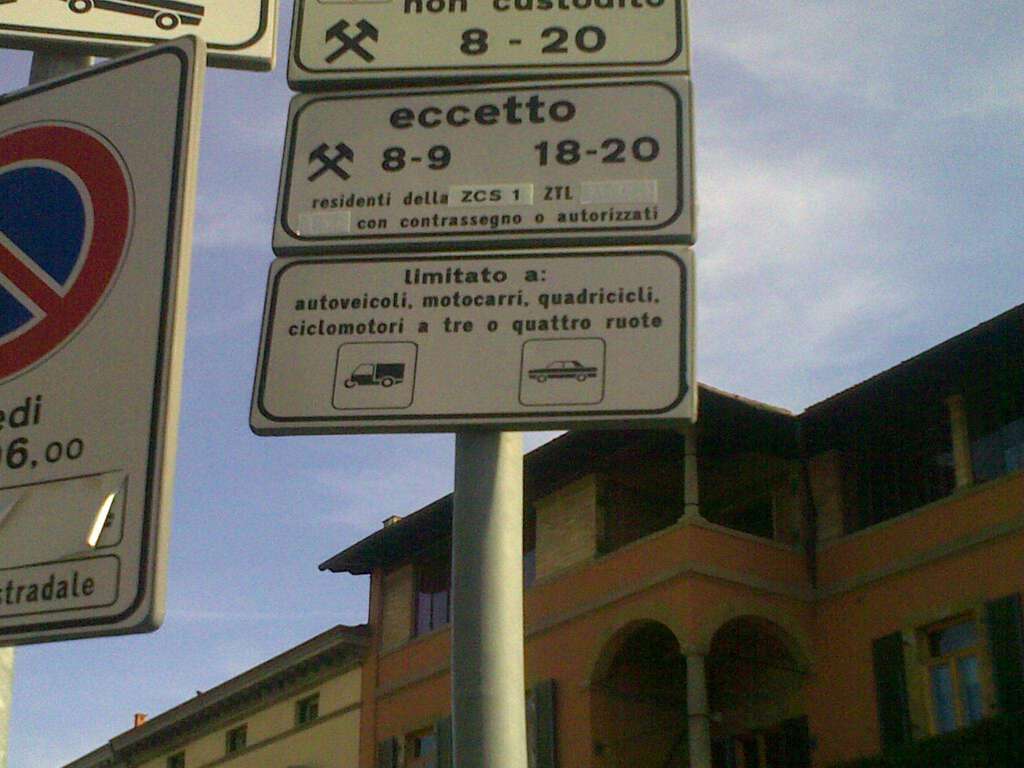 non custodito
8 - 20
eccetto
8-9 18-20
residenti della ZCS 1 ZTL
con contrassegno o autorizzati
limitato a:
autoveicoli, motocarri, quadricicli,
ciclomotori a tre o quattro ruote
edi
06,00
stradale